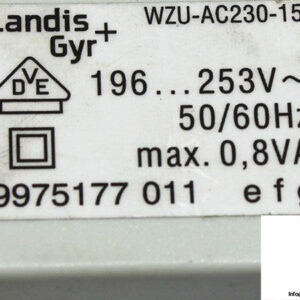 Landis+
Gyr
WZU-AC230-15
DVE
196...253V~
50/60Hz
max. 0,8VA
9975177 011 e f g